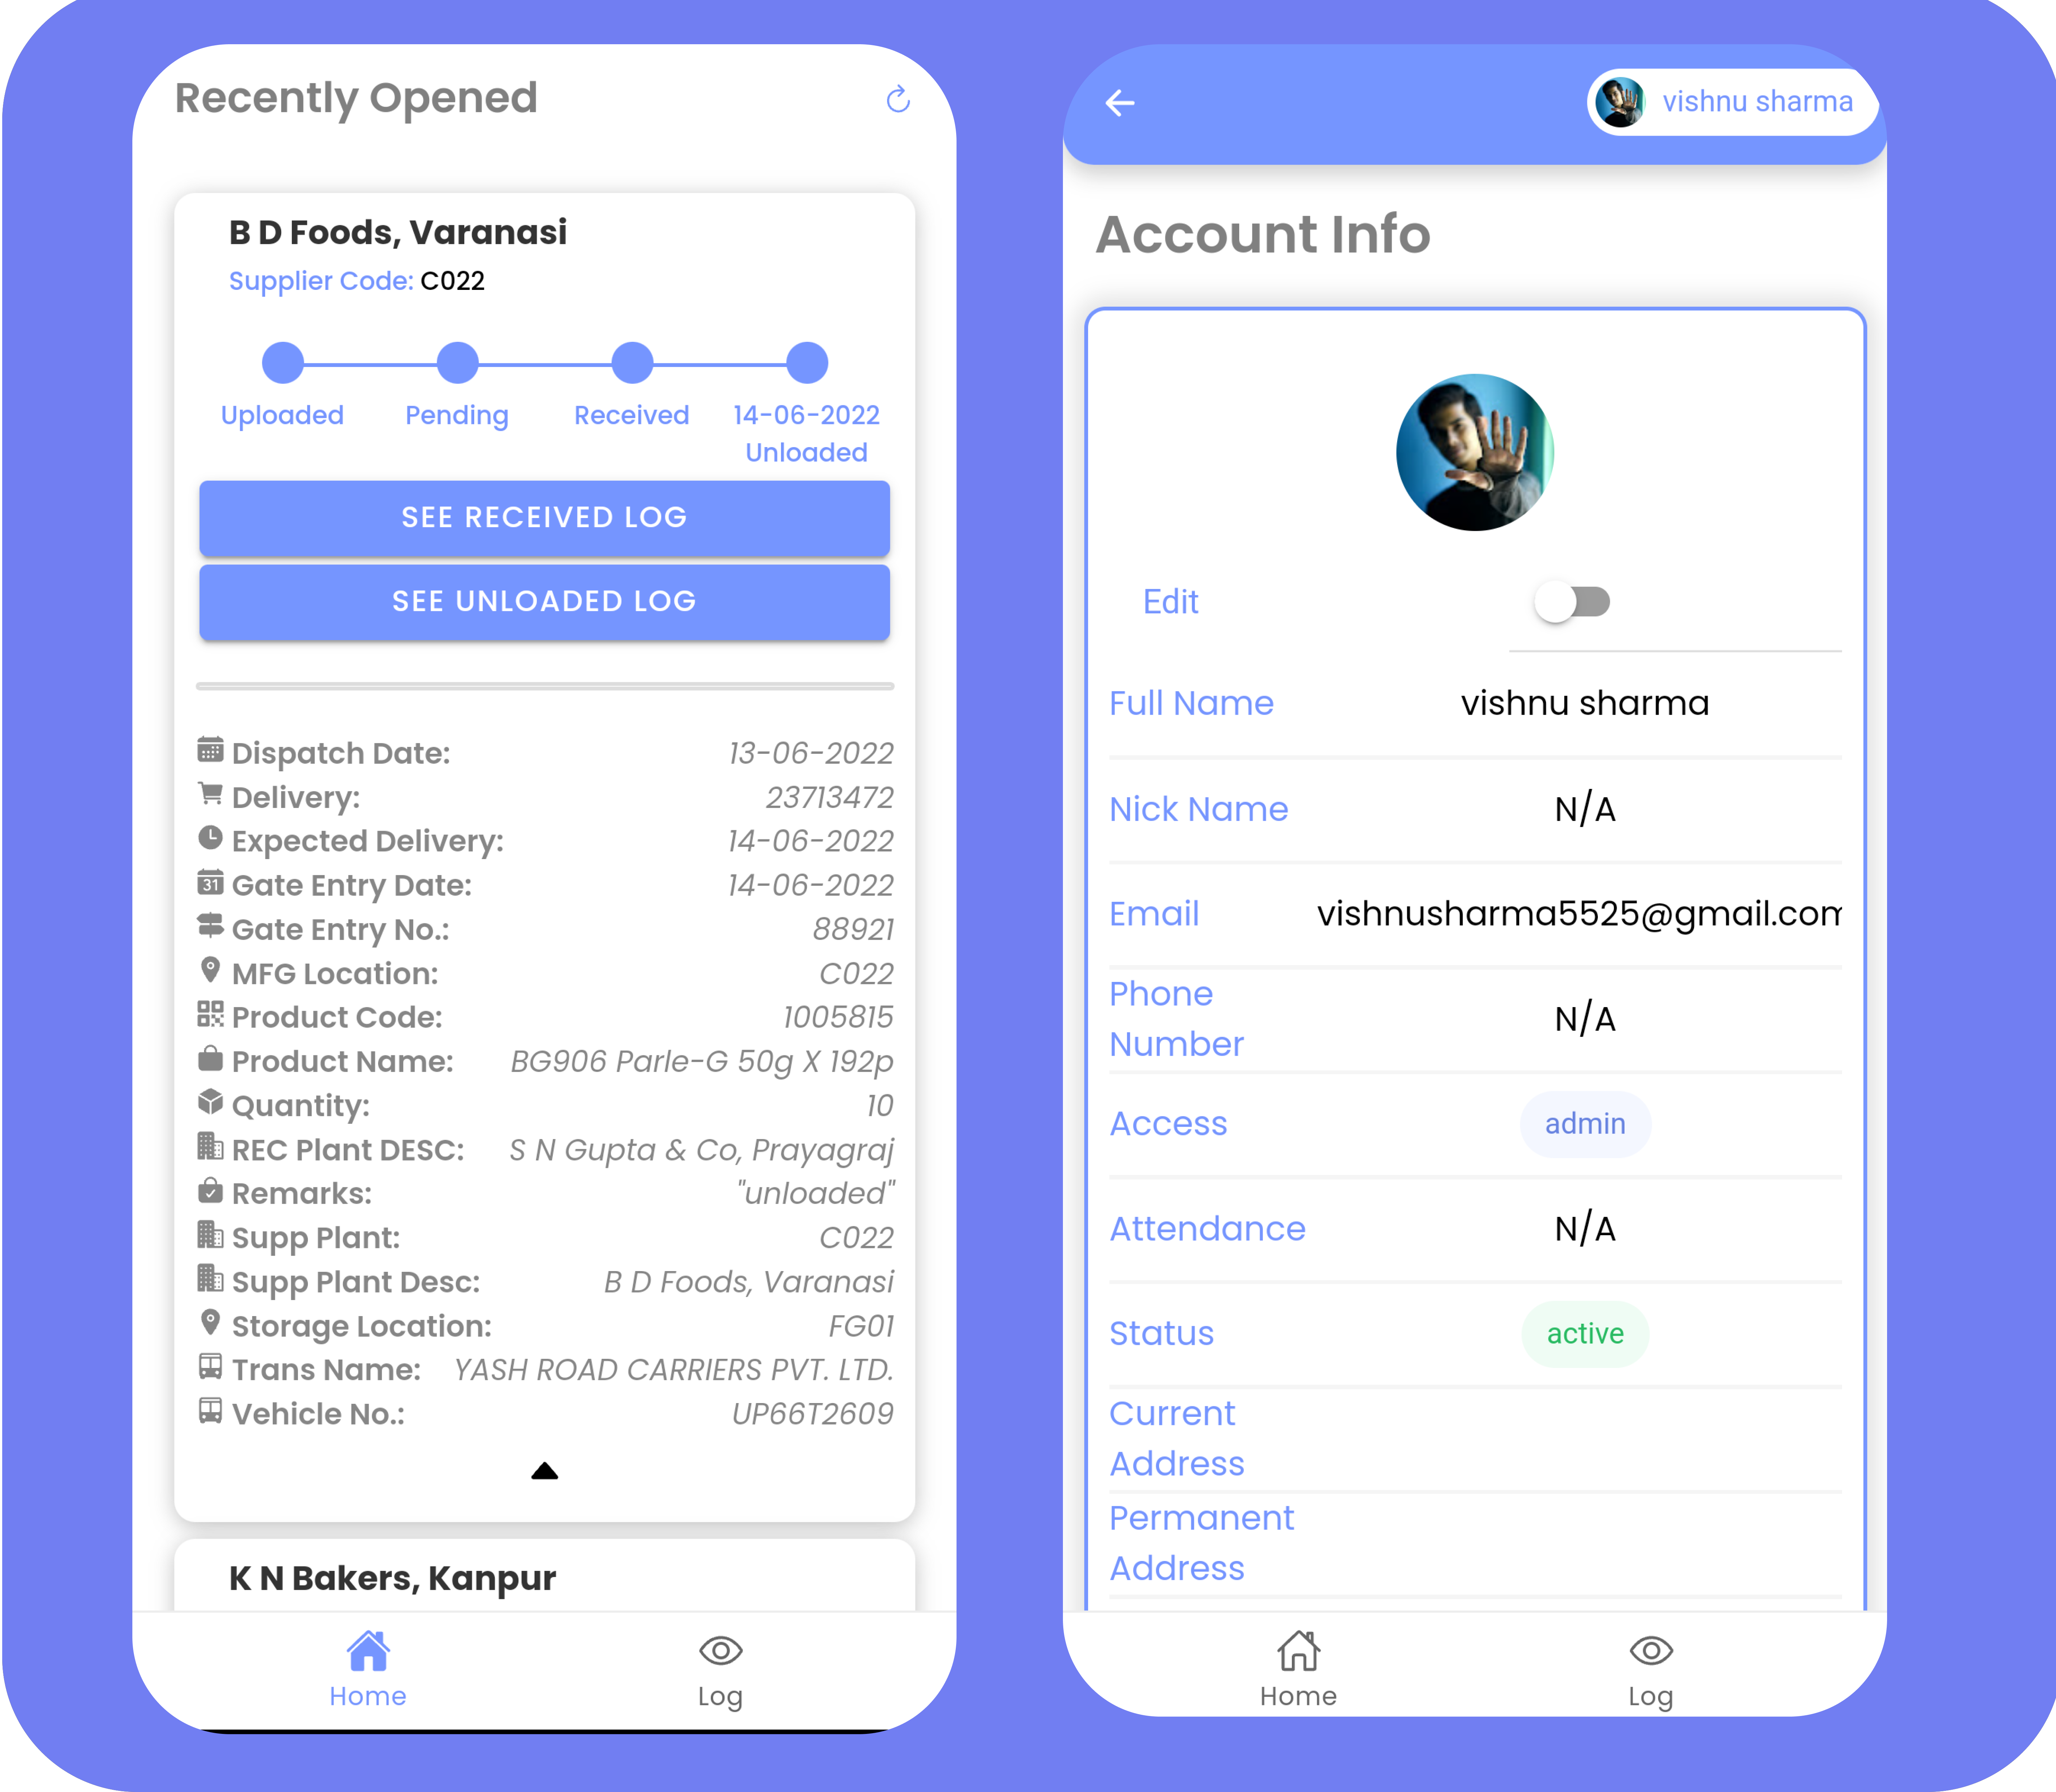 Recently Opened
B D Foods, Varanasi
Supplier Code: C022
Uploaded Pending Received 14-06-2022
Unloaded
SEE RECEIVED LOG
SEE UNLOADED LOG
Dispatch Date: 13-06-2022
Delivery: 23713472
Expected Delivery: 14-06-2022
31 Gate Entry Date: 14-06-2022
Gate Entry No.: 88921
MFG Location: C022
Product Code: 1005815
Product Name: BG906 Parle-G 50g X 192p
Quantity: 10
REC Plant DESC: S N Gupta & Co, Prayagraj
Remarks: "unloaded"
Supp Plant: C022
Supp Plant Desc: B D Foods, Varanasi
Storage Location: FG01
Trans Name: YASH ROAD CARRIERS PVT. LTD.
Vehicle No.: UP66T2609
K N Bakers, Kanpur
Home Log
vishnu sharma
Account Info
Edit
Full Name vishnu sharma
Nick Name N/A
Email vishnusharma5525@gmail.com
Phone
Number N/A
Access admin
Attendance N/A
Status active
Current
Address
Permanent
Address
Home Log